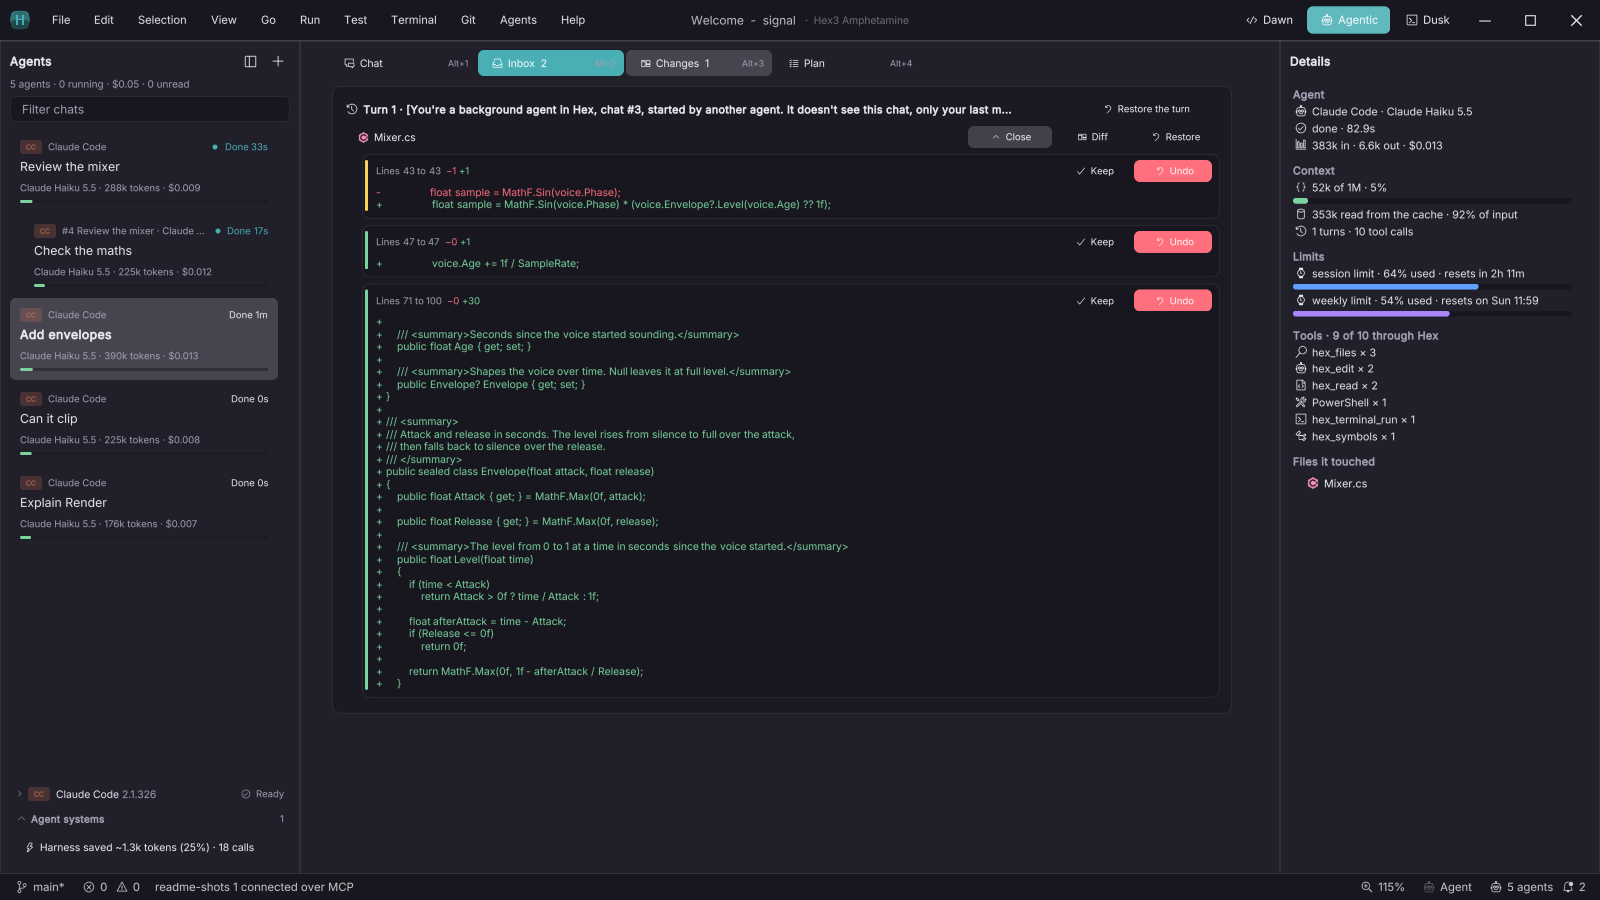 H File Edit Selection View Go Run Test Terminal Git Agents Help Welcome - signal · Hex3 Amphetamine Dawn Agentic Dusk
Agents
5 agents · 0 running · $0.05 · 0 unread
Filter chats
CC Claude Code Done 33s
Review the mixer
Claude Haiku 5.5 · 288k tokens · $0.009
CC #4 Review the mixer · Claude ... Done 17s
Check the maths
Claude Haiku 5.5 · 225k tokens · $0.012
CC Claude Code Done 1m
Add envelopes
Claude Haiku 5.5 · 390k tokens · $0.013
CC Claude Code Done 0s
Can it clip
Claude Haiku 5.5 · 225k tokens · $0.008
CC Claude Code Done 0s
Explain Render
Claude Haiku 5.5 · 176k tokens · $0.007
CC Claude Code 2.1.326 Ready
Agent systems 1
Harness saved ~1.3k tokens (25%) · 18 calls
Chat Alt+1 Inbox 2 Alt+2 Changes 1 Alt+3 Plan Alt+4
Turn 1 · [You're a background agent in Hex, chat #3, started by another agent. It doesn't see this chat, only your last m... Restore the turn
Mixer.cs Close Diff Restore
Lines 43 to 43 −1 +1 Keep Undo
- float sample = MathF.Sin(voice.Phase);
+ float sample = MathF.Sin(voice.Phase) * (voice.Envelope?.Level(voice.Age) ?? 1f);
Lines 47 to 47 −0 +1 Keep Undo
+ voice.Age += 1f / SampleRate;
Lines 71 to 100 −0 +30 Keep Undo
+
+ /// <summary>Seconds since the voice started sounding.</summary>
+ public float Age { get; set; }
+
+ /// <summary>Shapes the voice over time. Null leaves it at full level.</summary>
+ public Envelope? Envelope { get; set; }
+ }
+
+ /// <summary>
+ /// Attack and release in seconds. The level rises from silence to full over the attack,
+ /// then falls back to silence over the release.
+ /// </summary>
+ public sealed class Envelope(float attack, float release)
+ {
+ public float Attack { get; } = MathF.Max(0f, attack);
+
+ public float Release { get; } = MathF.Max(0f, release);
+
+ /// <summary>The level from 0 to 1 at a time in seconds since the voice started.</summary>
+ public float Level(float time)
+ {
+ if (time < Attack)
+ return Attack > 0f ? time / Attack : 1f;
+
+ float afterAttack = time - Attack;
+ if (Release <= 0f)
+ return 0f;
+
+ return MathF.Max(0f, 1f - afterAttack / Release);
+ }
Details
Agent
Claude Code · Claude Haiku 5.5
done · 82.9s
383k in · 6.6k out · $0.013
Context
52k of 1M · 5%
353k read from the cache · 92% of input
1 turns · 10 tool calls
Limits
session limit · 64% used · resets in 2h 11m
weekly limit · 54% used · resets on Sun 11:59
Tools · 9 of 10 through Hex
hex_files × 3
hex_edit × 2
hex_read × 2
PowerShell × 1
hex_terminal_run × 1
hex_symbols × 1
Files it touched
Mixer.cs
main* 0 0 readme-shots 1 connected over MCP 115% Agent 5 agents 2